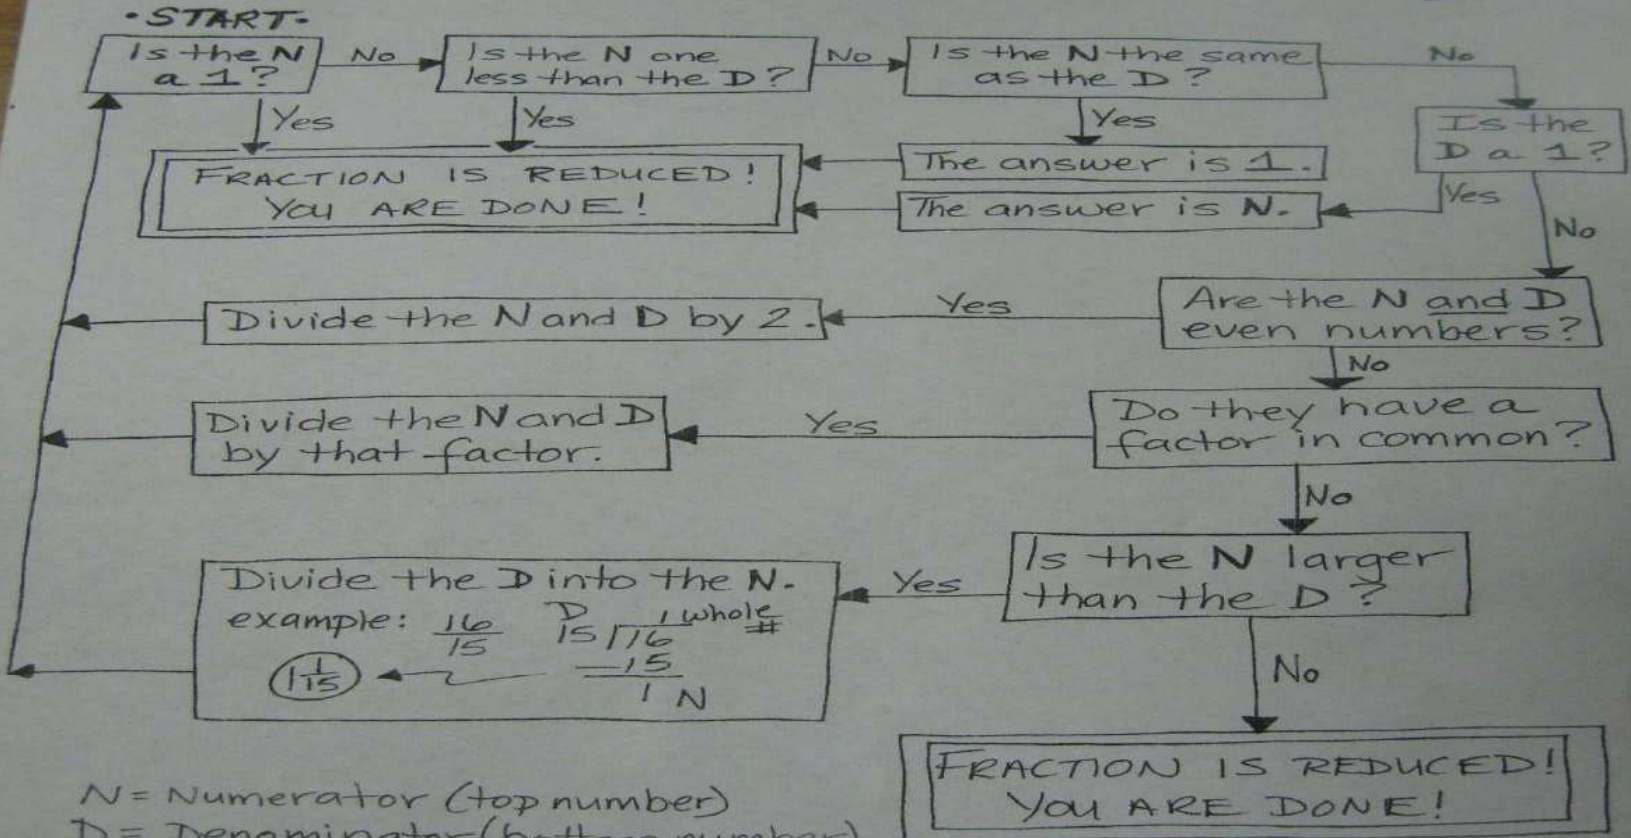 • START •
Is the N
a 1?
No
Is the N one
less than the D?
No
Is the N the same
as the D?
No
Yes
Yes
Yes
Is the
D a 1?
FRACTION IS REDUCED!
YOU ARE DONE!
The answer is 1.
The answer is N.
Yes
No
Divide the N and D by 2.
Yes
Are the N and D
even numbers?
No
Divide the N and D
by that factor.
Yes
Do they have a
factor in common?
No
Divide the D into the N.
example: 16/15
D 1 whole #
15 16
-15
1 N
1 1/15
Yes
Is the N larger
than the D?
No
FRACTION IS REDUCED!
YOU ARE DONE!
N = Numerator (top number)
D = Denominator (bottom number)